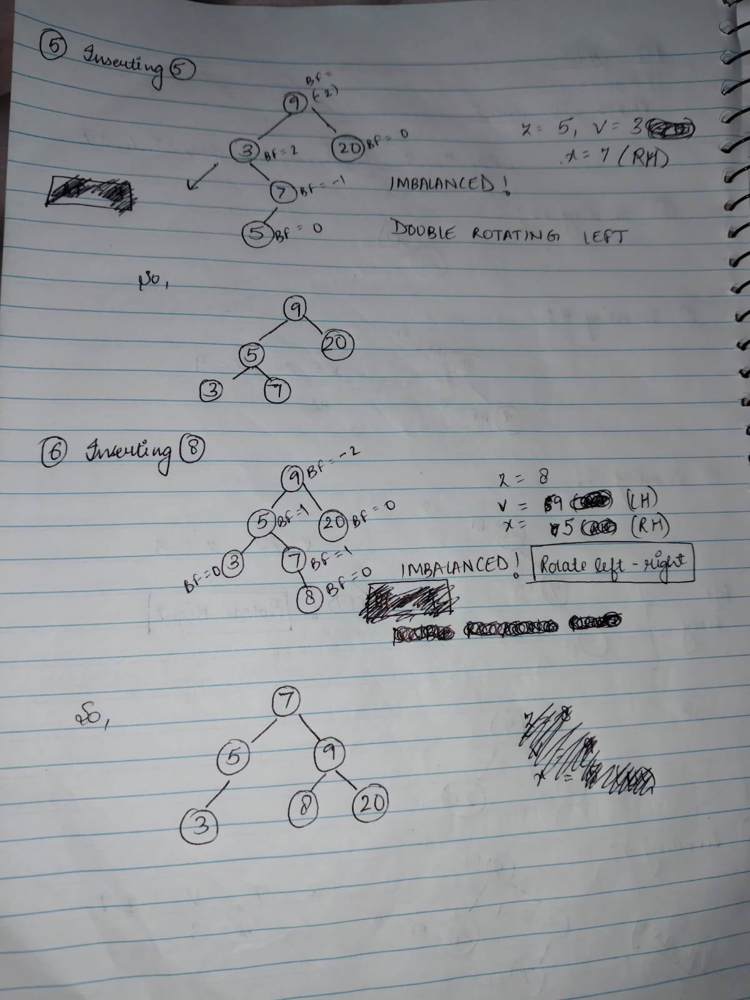 ⑤ Inserting ⑤
BF =
9 (-2)
z = 5, v = 3
3 BF = 2 20 BF = 0
x = 7 (RH)
7 BF = -1 IMBALANCED!
5 BF = 0 DOUBLE ROTATING LEFT
So,
9
5 20
3 7
⑥ Inserting ⑧
9 BF = -2
z = 8
v = 9 (LH)
5 BF=1 20 BF = 0
x = 5 (RH)
BF=0 3 7 BF=1
IMBALANCED! Rotate left-right
8 BF = 0
7
So,
5 9
3 8 20